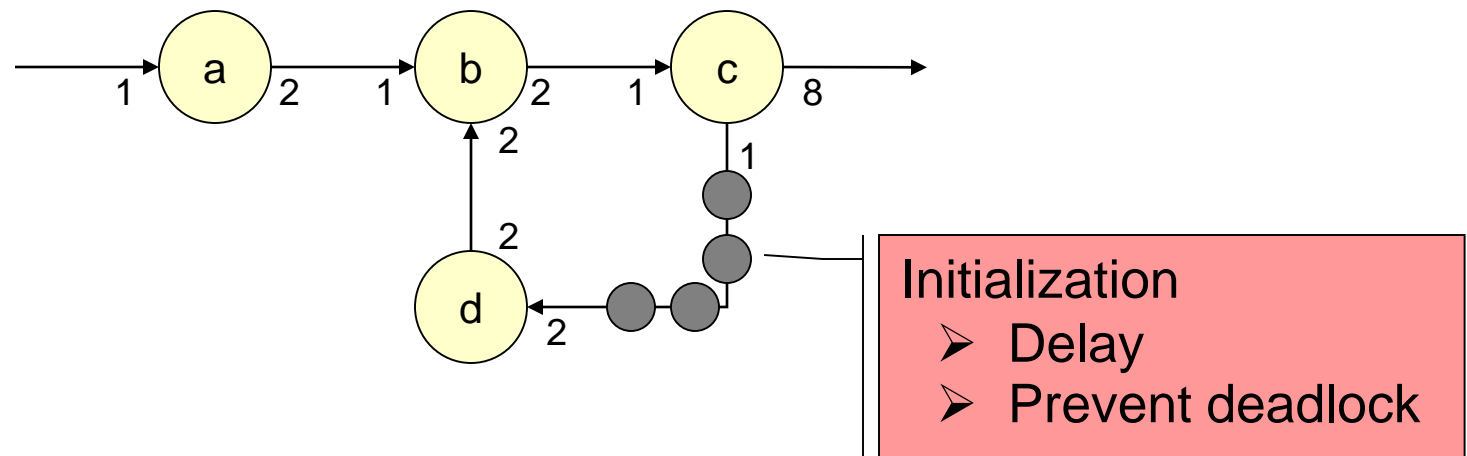 a
b
c
1
2
1
2
1
8
2
1
2
d
2
Initialization
➢ Delay
➢ Prevent deadlock